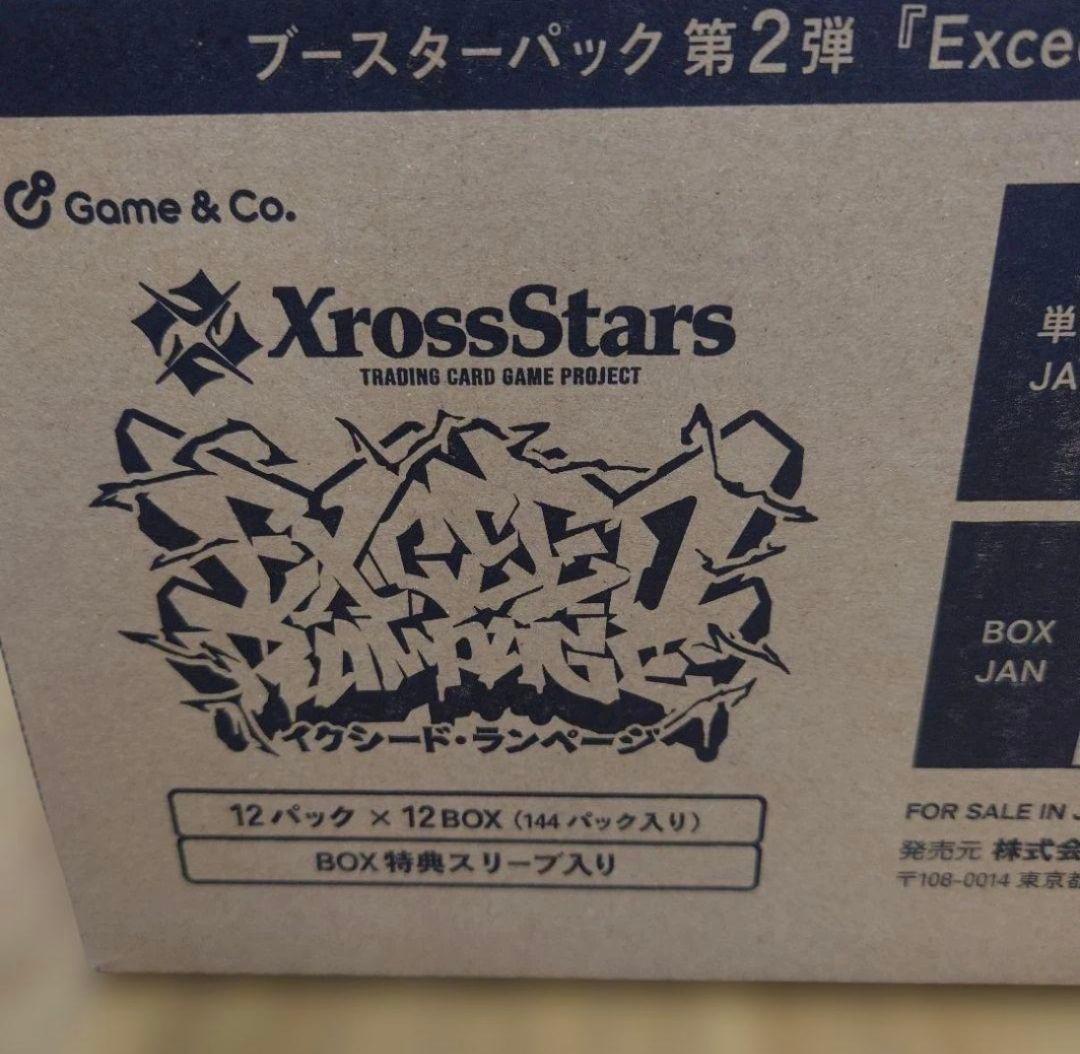 ブースターパック 第2弾 『Excee
Game & Co.
XrossStars
TRADING CARD GAME PROJECT
EXCEED
RAMPAGE
イクシード・ランページ
12パック × 12BOX (144パック入り)
BOX特典スリーブ入り
単
JA
BOX
JAN
FOR SALE IN J
発売元 株式会
〒108-0014 東京都